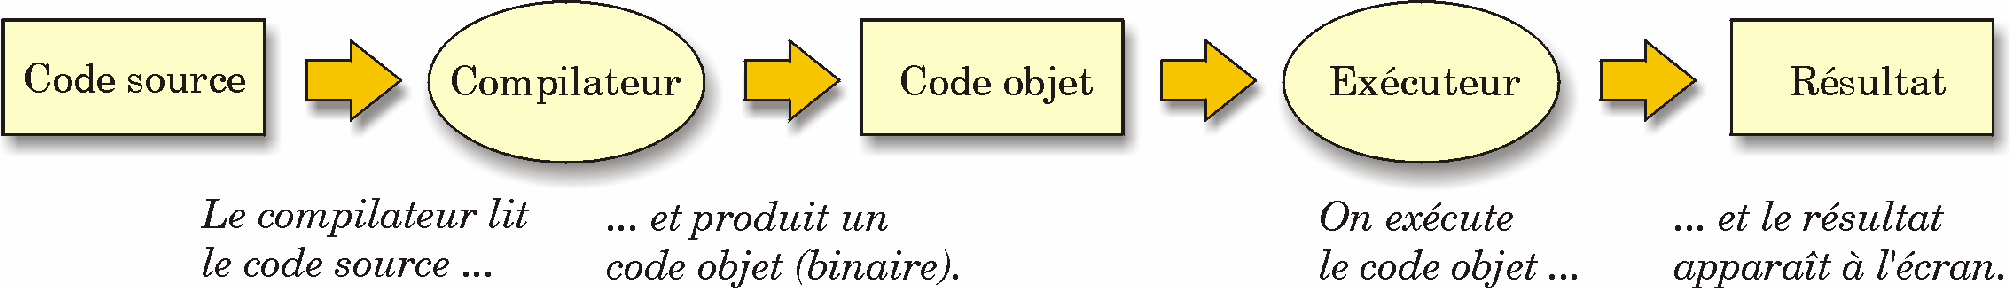 Code source
Compilateur
Code objet
Exécuteur
Résultat
Le compilateur lit
le code source ...
... et produit un
code objet (binaire).
On exécute
le code objet ...
... et le résultat
apparaît à l'écran.